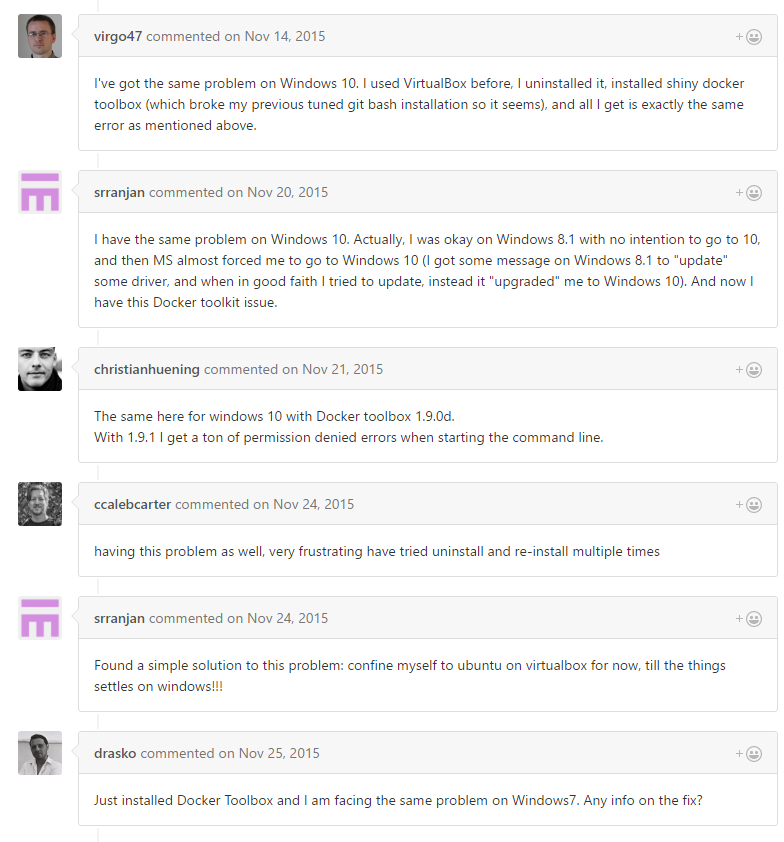 virgo47 commented on Nov 14, 2015
I've got the same problem on Windows 10. I used VirtualBox before, I uninstalled it, installed shiny docker
toolbox (which broke my previous tuned git bash installation so it seems), and all I get is exactly the same
error as mentioned above.
srranjan commented on Nov 20, 2015
I have the same problem on Windows 10. Actually, I was okay on Windows 8.1 with no intention to go to 10,
and then MS almost forced me to go to Windows 10 (I got some message on Windows 8.1 to "update"
some driver, and when in good faith I tried to update, instead it "upgraded" me to Windows 10). And now I
have this Docker toolkit issue.
christianhuening commented on Nov 21, 2015
The same here for windows 10 with Docker toolbox 1.9.0d.
With 1.9.1 I get a ton of permission denied errors when starting the command line.
ccalebcarter commented on Nov 24, 2015
having this problem as well, very frustrating have tried uninstall and re-install multiple times
srranjan commented on Nov 24, 2015
Found a simple solution to this problem: confine myself to ubuntu on virtualbox for now, till the things
settles on windows!!!
drasko commented on Nov 25, 2015
Just installed Docker Toolbox and I am facing the same problem on Windows7. Any info on the fix?